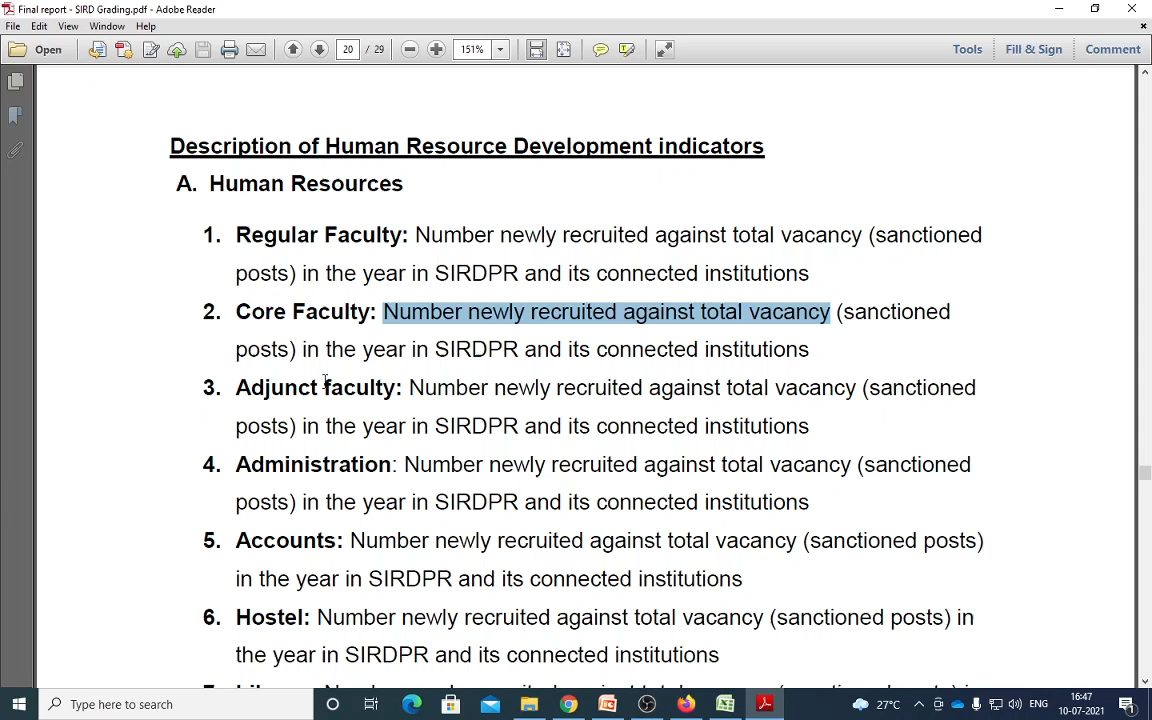 Final report - SIRD Grading.pdf - Adobe Reader
File Edit View Window Help
Open 20 / 29 151% Tools Fill & Sign Comment
Description of Human Resource Development indicators
A. Human Resources
1. Regular Faculty: Number newly recruited against total vacancy (sanctioned
posts) in the year in SIRDPR and its connected institutions
2. Core Faculty: Number newly recruited against total vacancy (sanctioned
posts) in the year in SIRDPR and its connected institutions
3. Adjunct faculty: Number newly recruited against total vacancy (sanctioned
posts) in the year in SIRDPR and its connected institutions
4. Administration: Number newly recruited against total vacancy (sanctioned
posts) in the year in SIRDPR and its connected institutions
5. Accounts: Number newly recruited against total vacancy (sanctioned posts)
in the year in SIRDPR and its connected institutions
6. Hostel: Number newly recruited against total vacancy (sanctioned posts) in
the year in SIRDPR and its connected institutions
Type here to search
27°C ENG
16:47
10-07-2021